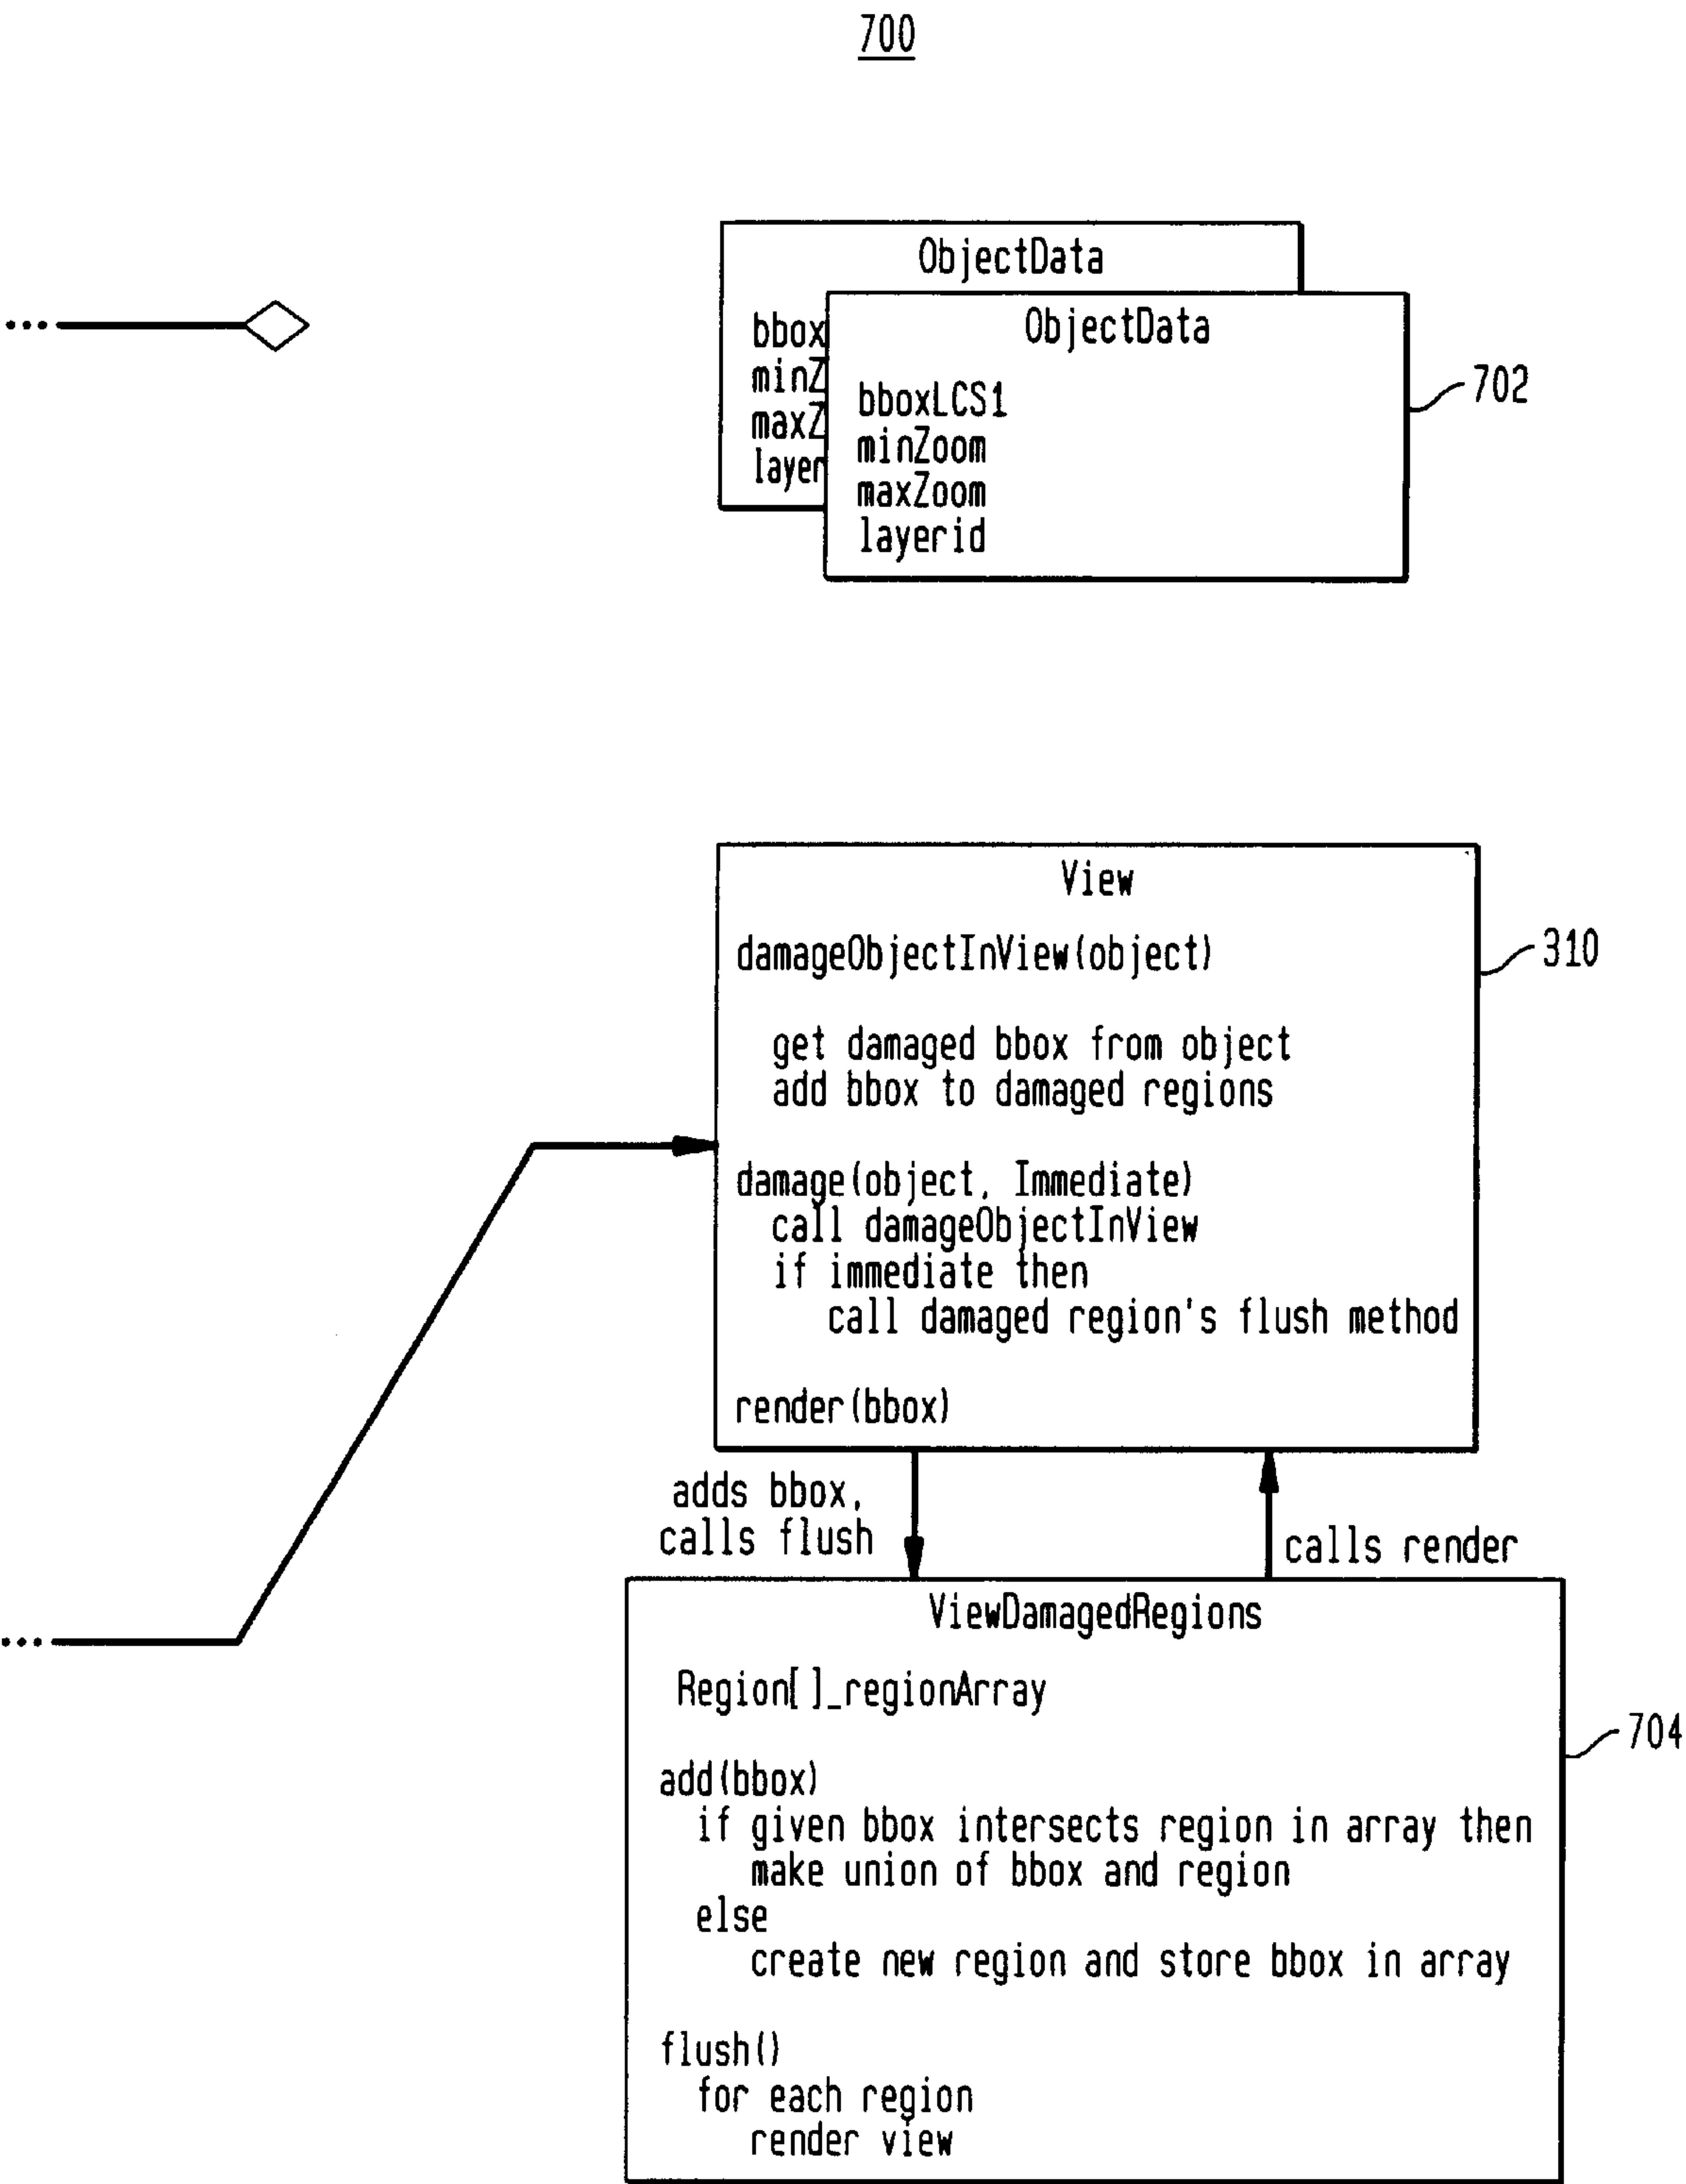 700
ObjectData
bbox
minZ
maxZ
layer
ObjectData
bboxLCS1
minZoom
maxZoom
layerid
702
View
310
damageObjectInView(object)
get damaged bbox from object
add bbox to damaged regions
damage(object, Immediate)
call damageObjectInView
if immediate then
call damaged region's flush method
render(bbox)
adds bbox,
calls flush
calls render
ViewDamagedRegions
Region[]_regionArray
704
add(bbox)
if given bbox intersects region in array then
make union of bbox and region
else
create new region and store bbox in array
flush()
for each region
render view